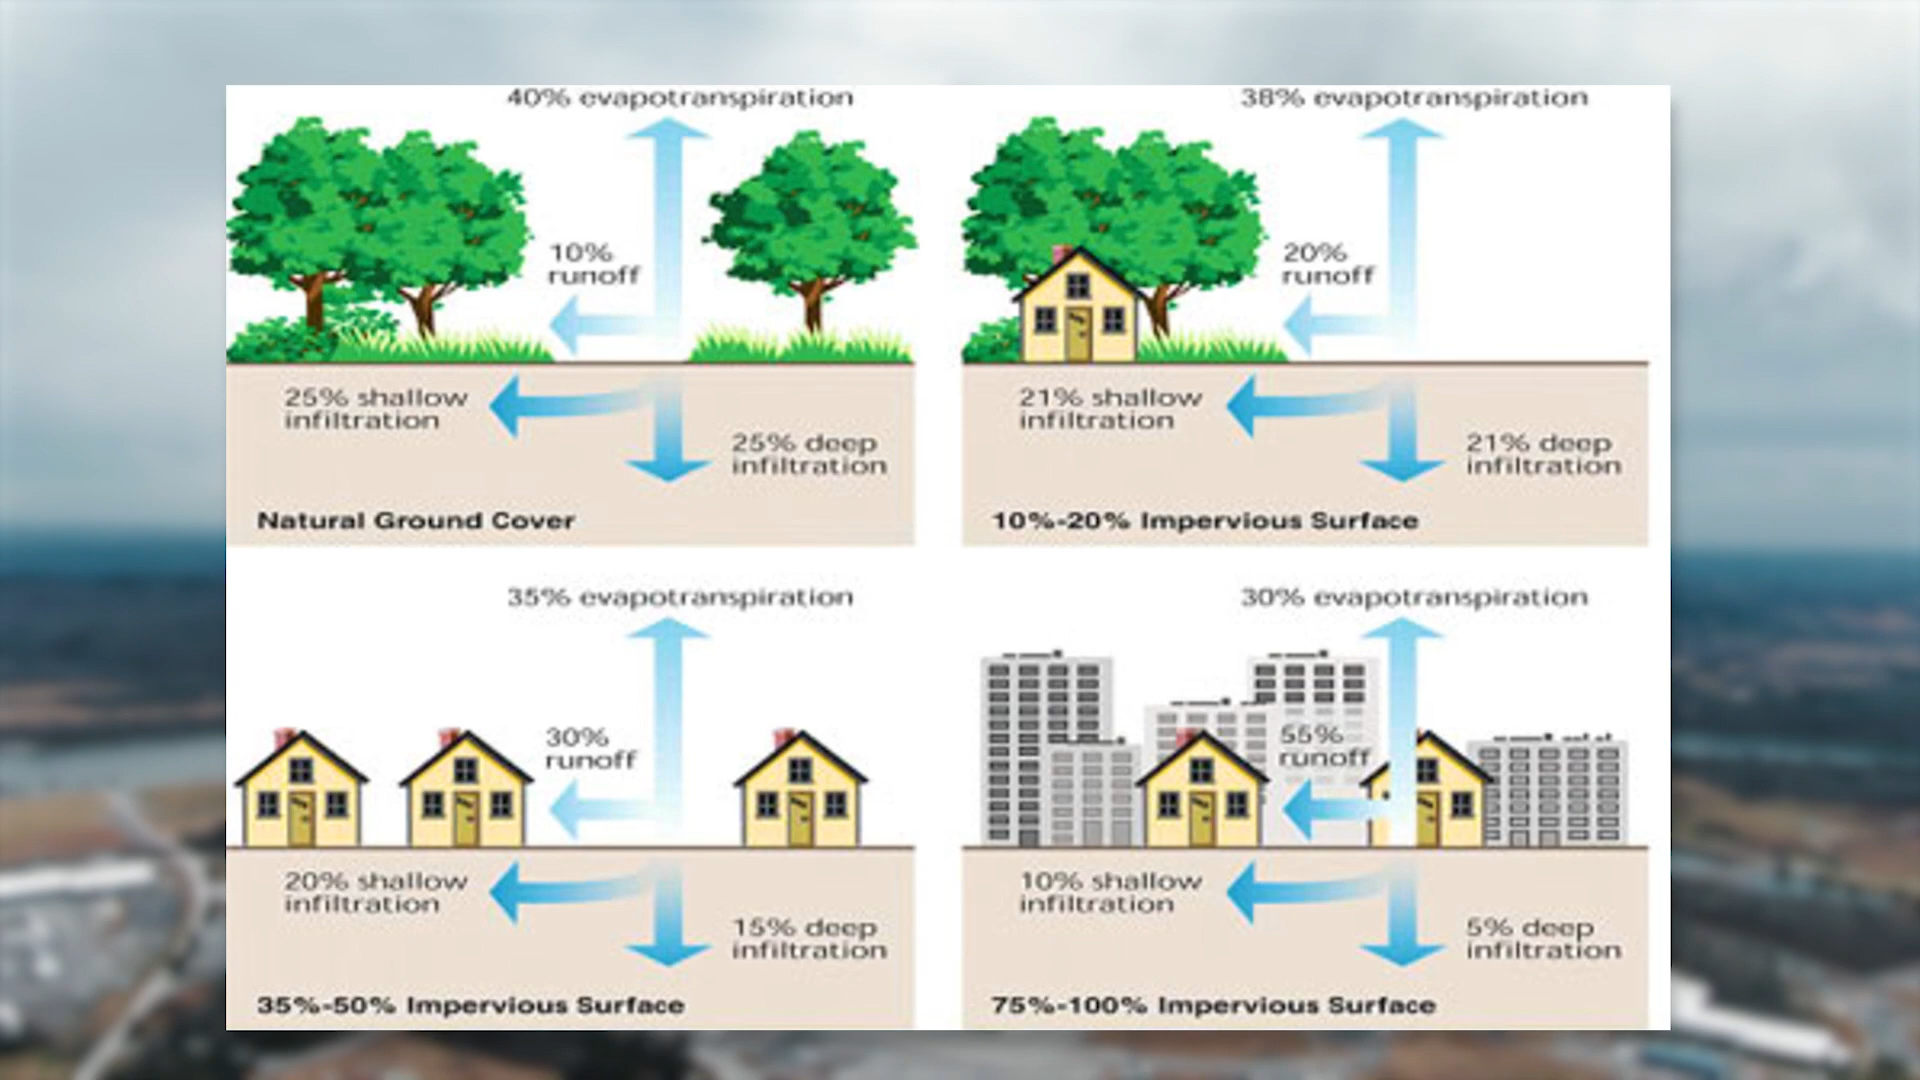 40% evapotranspiration
10%
runoff
25% shallow
infiltration
25% deep
infiltration
Natural Ground Cover
38% evapotranspiration
20%
runoff
21% shallow
infiltration
21% deep
infiltration
10%-20% Impervious Surface
35% evapotranspiration
30%
runoff
20% shallow
infiltration
15% deep
infiltration
35%-50% Impervious Surface
30% evapotranspiration
55%
runoff
10% shallow
infiltration
5% deep
infiltration
75%-100% Impervious Surface